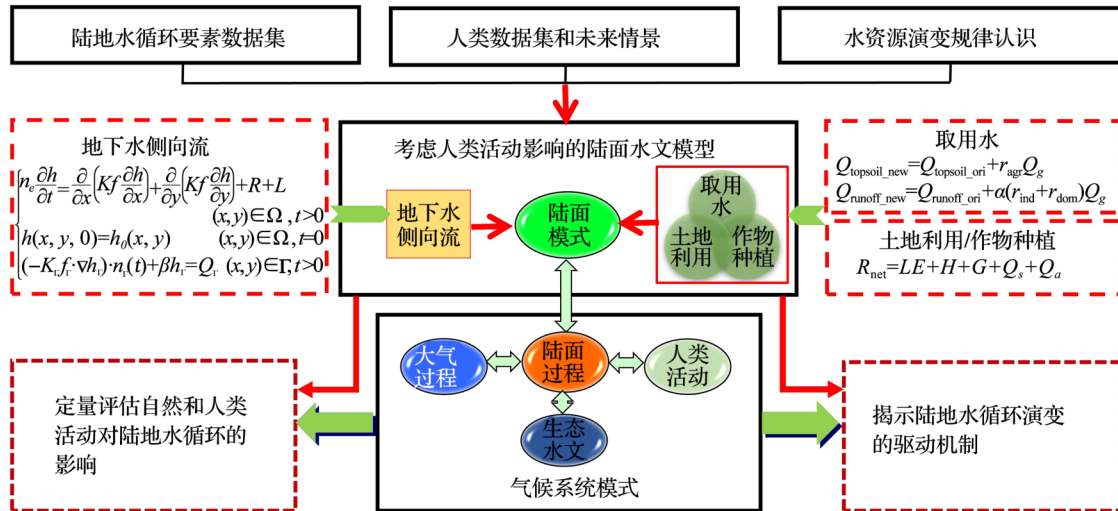 陆地水循环要素数据集
人类数据集和未来情景
水资源演变规律认识
地下水侧向流
n_e ∂h/∂t = ∂/∂x (Kf ∂h/∂x) + ∂/∂y (Kf ∂h/∂y) + R + L
(x, y)∈Ω, t>0
h(x, y, 0)=h_0(x, y) (x, y)∈Ω, t=0
(−K_Γ f_Γ·∇h_Γ)·n_Γ(t)+βh_Γ=Q_Γ (x, y)∈Γ, t>0
考虑人类活动影响的陆面水文模型
地下水
侧向流
陆面
模式
取用
水
土地
利用
作物
种植
取用水
Q_topsoil_new=Q_topsoil_ori+r_agr Q_g
Q_runoff_new=Q_runoff_ori+α(r_ind+r_dom)Q_g
土地利用/作物种植
R_net=LE+H+G+Q_s+Q_a
大气
过程
陆面
过程
人类
活动
生态
水文
气候系统模式
定量评估自然和人类
活动对陆地水循环的
影响
揭示陆地水循环演变
的驱动机制